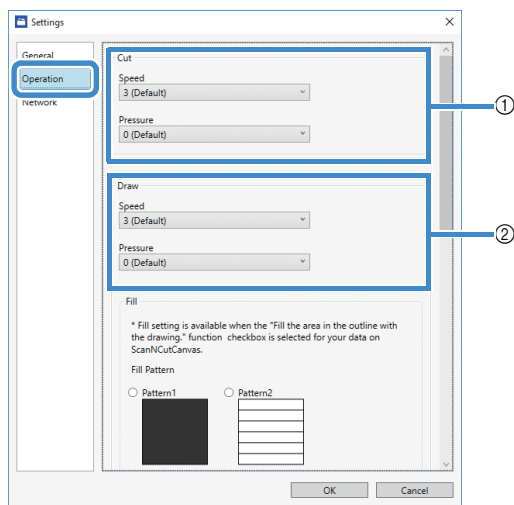 Settings
General
Operation
Network
Cut
Speed
3 (Default)
Pressure
0 (Default)
①
Draw
Speed
3 (Default)
Pressure
0 (Default)
②
Fill
* Fill setting is available when the "Fill the area in the outline with
the drawing." function checkbox is selected for your data on
ScanNCutCanvas.
Fill Pattern
Pattern1
Pattern2
OK
Cancel